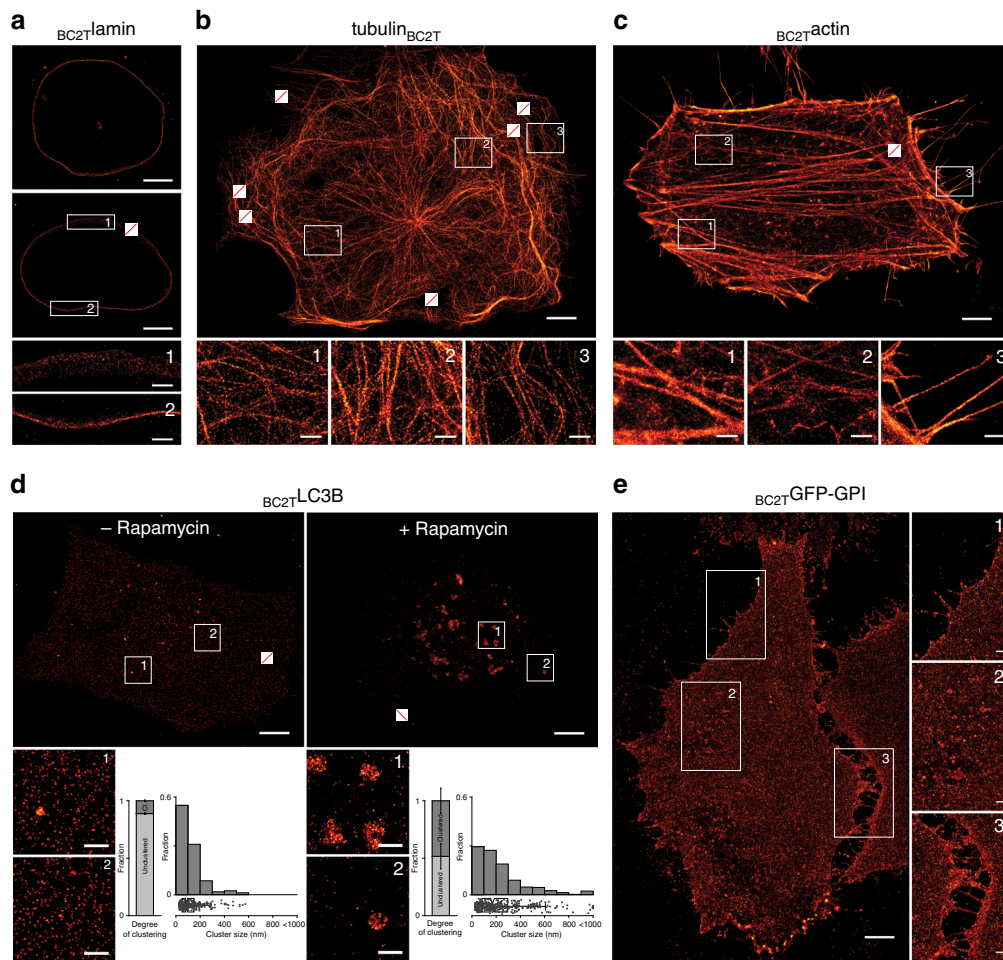 a
BC2Tlamin
1
2
1
2
b
tubulinBC2T
1
2
3
1
2
3
c
BC2Tactin
1
2
3
1
2
3
d
BC2TLC3B
– Rapamycin
+ Rapamycin
1
2
1
2
1
2
1
0
Fraction
Unclustered
Degree
of clustering
0.6
Fraction
0
0 200 400 600 800 <1000
Cluster size (nm)
1
2
1
0
Fraction
Unclustered
Clustered
Degree
of clustering
0.6
Fraction
0
0 200 400 600 800 <1000
Cluster size (nm)
e
BC2TGFP-GPI
1
2
3
1
2
3